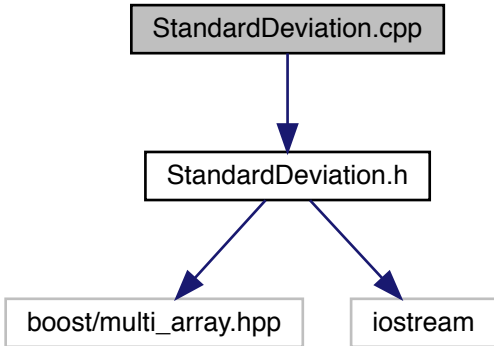 StandardDeviation.cpp
StandardDeviation.h
boost/multi_array.hpp
iostream